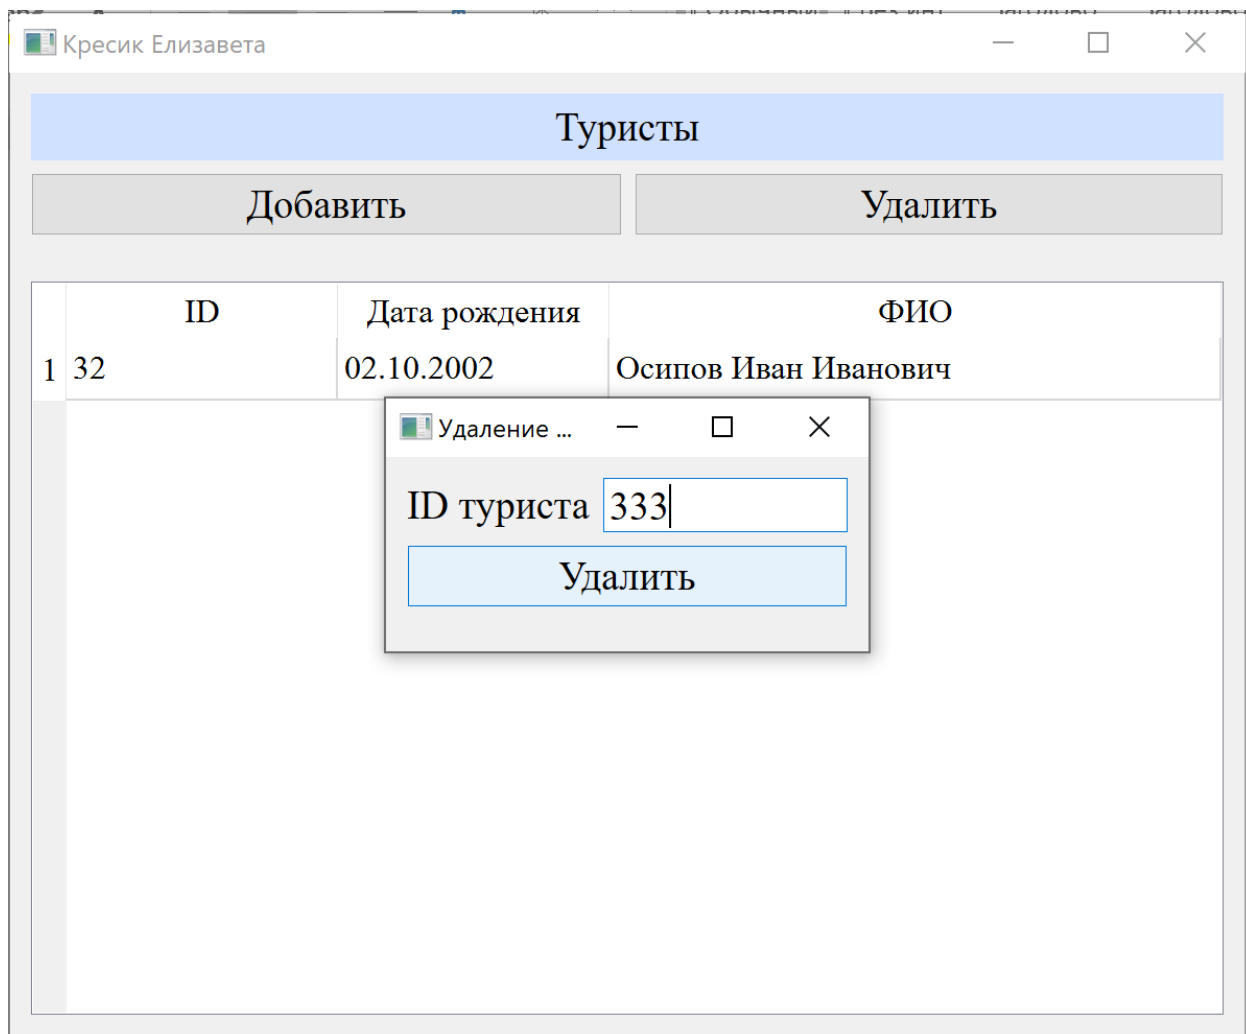 Кресик Елизавета
Туристы
Добавить Удалить
ID Дата рождения ФИО
1 32 02.10.2002 Осипов Иван Иванович
Удаление ...
ID туриста 333
Удалить